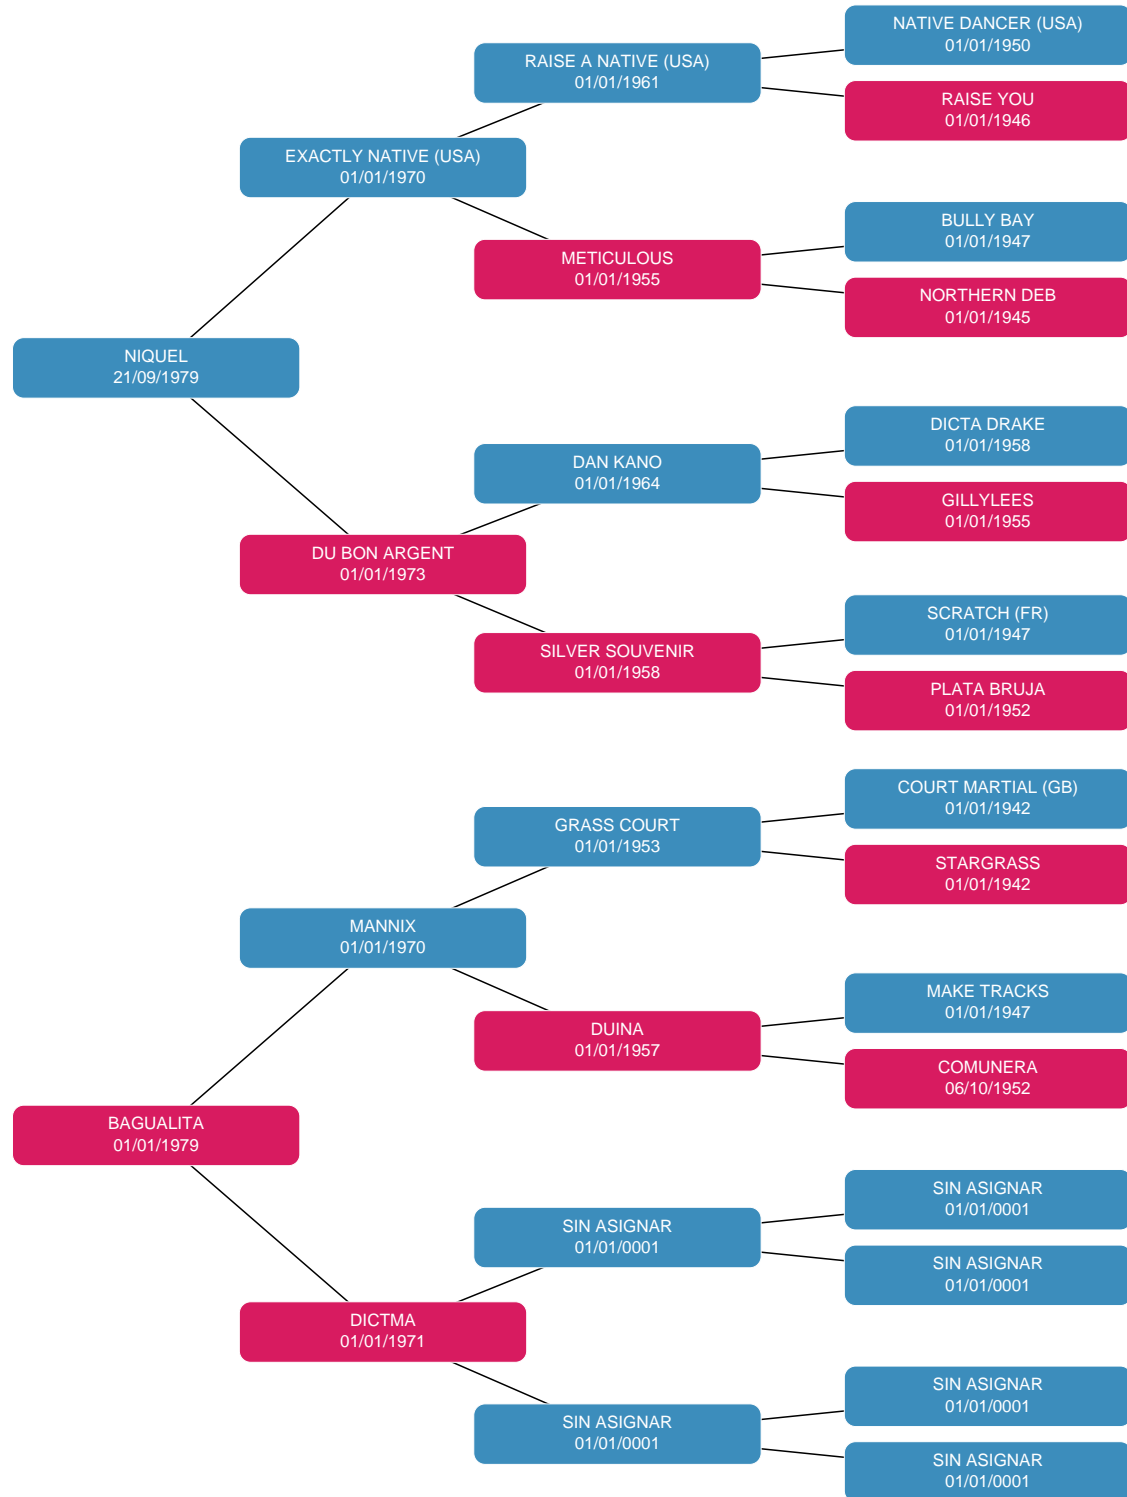 NATIVE DANCER (USA)
01/01/1950
RAISE A NATIVE (USA)
01/01/1961
RAISE YOU
01/01/1946
EXACTLY NATIVE (USA)
01/01/1970
BULLY BAY
01/01/1947
METICULOUS
01/01/1955
NORTHERN DEB
01/01/1945
NIQUEL
21/09/1979
DICTA DRAKE
01/01/1958
DAN KANO
01/01/1964
GILLYLEES
01/01/1955
DU BON ARGENT
01/01/1973
SCRATCH (FR)
01/01/1947
SILVER SOUVENIR
01/01/1958
PLATA BRUJA
01/01/1952
COURT MARTIAL (GB)
01/01/1942
GRASS COURT
01/01/1953
STARGRASS
01/01/1942
MANNIX
01/01/1970
MAKE TRACKS
01/01/1947
DUINA
01/01/1957
COMUNERA
06/10/1952
BAGUALITA
01/01/1979
SIN ASIGNAR
01/01/0001
SIN ASIGNAR
01/01/0001
SIN ASIGNAR
01/01/0001
DICTMA
01/01/1971
SIN ASIGNAR
01/01/0001
SIN ASIGNAR
01/01/0001
SIN ASIGNAR
01/01/0001